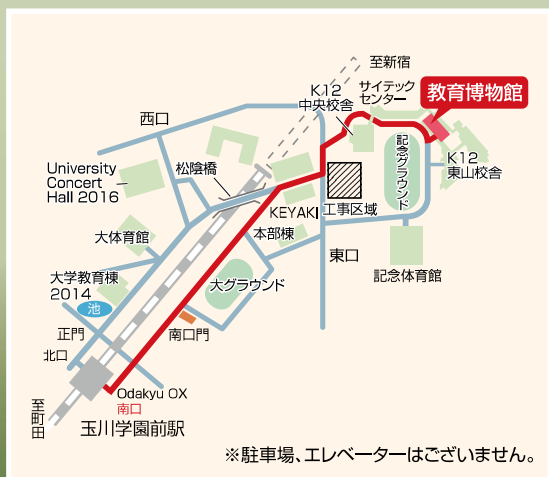 至新宿
K12
中央校舎
サイテック
センター
教育博物館
西口
松陰橋
記念グラウンド
K12
東山校舎
University
Concert
Hall 2016
KEYAKI
工事区域
大体育館
本部棟
東口
大学教育棟
2014
大グラウンド
記念体育館
池
正門
南口門
北口
Odakyu OX
南口
至町田
玉川学園前駅
※駐車場、エレベーターはございません。